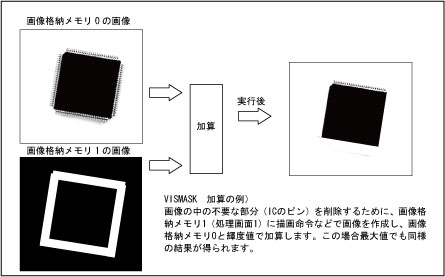 画像格納メモリ0の画像
実行後
加算
画像格納メモリ1の画像
VISMASK　加算の例)
画像の中の不要な部分（ICのピン）を削除するために、画像格
納メモリ1（処理画面1）に描画命令などで画像を作成し、画像
格納メモリ0と輝度値で加算します。この場合最大値でも同様
の結果が得られます。